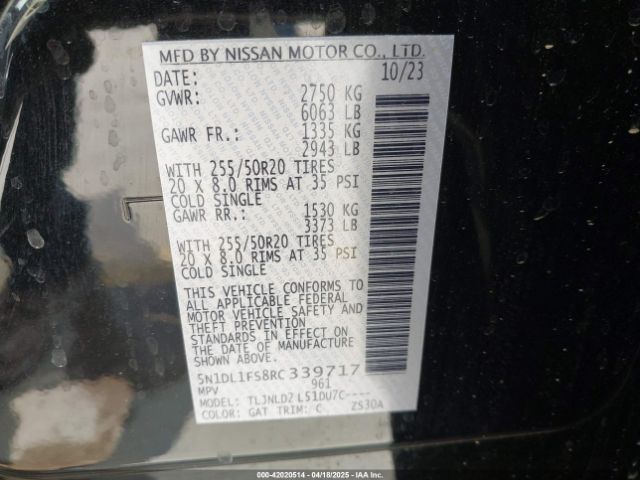 MFD BY NISSAN MOTOR CO., LTD.
DATE: 10/23
GVWR: 2750 KG
6063 LB
GAWR FR.: 1335 KG
2943 LB
WITH 255/50R20 TIRES
20 X 8.0 RIMS AT 35 PSI
COLD SINGLE
GAWR RR.: 1530 KG
3373 LB
WITH 255/50R20 TIRES
20 X 8.0 RIMS AT 35 PSI
COLD SINGLE
THIS VEHICLE CONFORMS TO
ALL APPLICABLE FEDERAL
MOTOR VEHICLE SAFETY AND
THEFT PREVENTION
STANDARDS IN EFFECT ON
THE DATE OF MANUFACTURE
SHOWN ABOVE.
5N1DL1FS8RC339717
MPV 961
MODEL: TLJNLD2 L51DU7C----
COLOR: GAT TRIM: C ZS30A
000-42020514 - 04/18/2025 - IAA Inc.